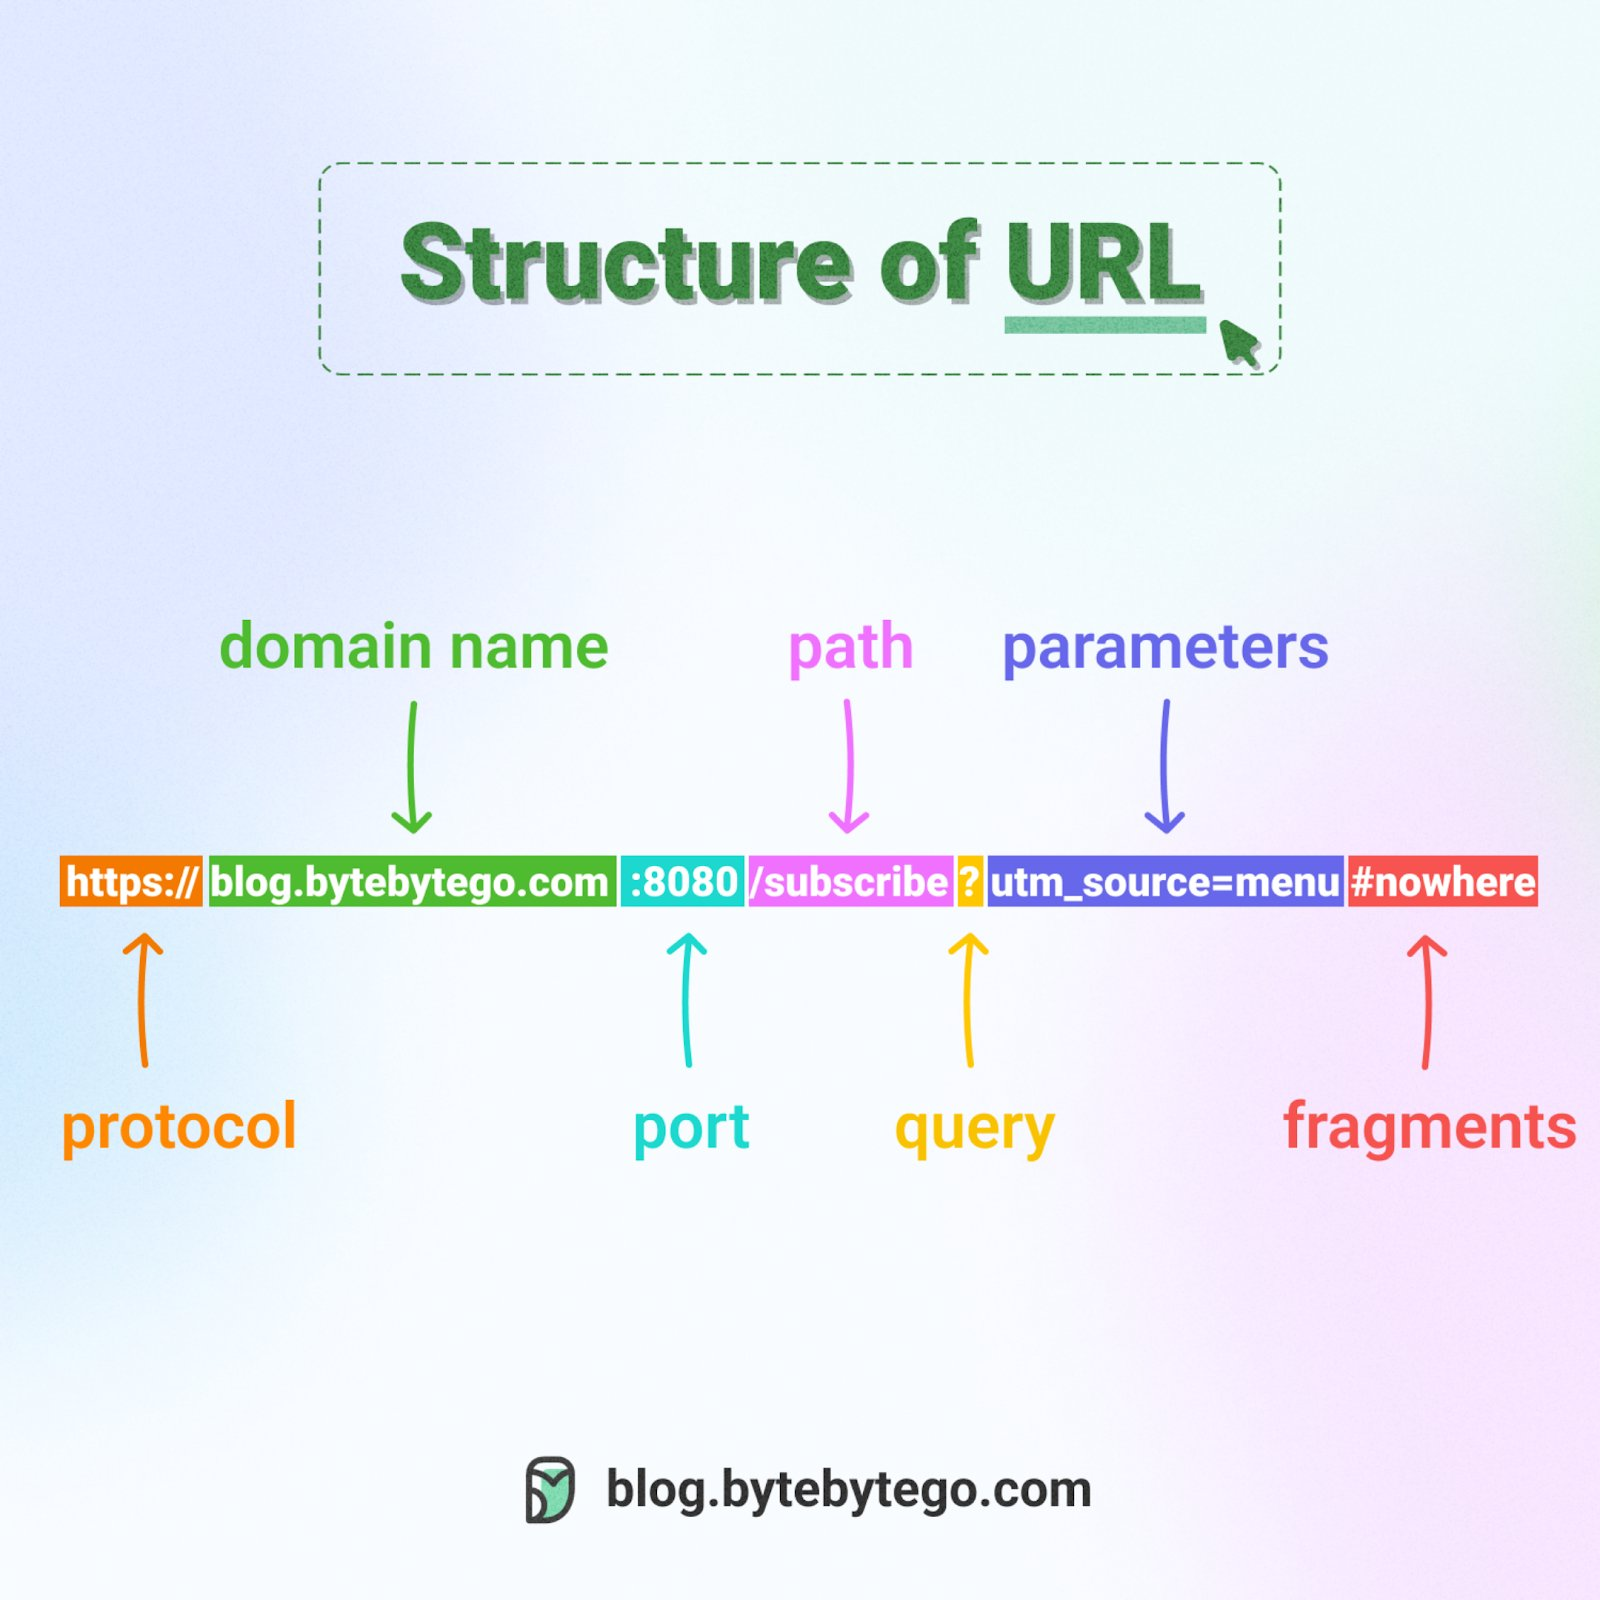 Structure of URL
domain name path parameters
https:// blog.bytebytego.com :8080 /subscribe ? utm_source=menu #nowhere
protocol port query fragments
blog.bytebytego.com